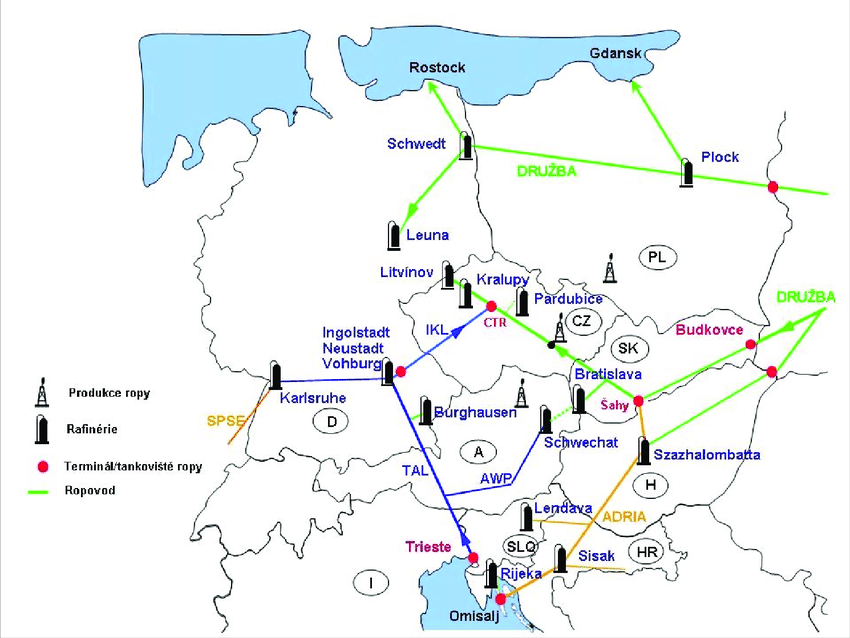 Gdansk
Rostock
Schwedt
Plock
DRUŽBA
Leuna
PL
Litvínov
Kralupy
Pardubice
DRUŽBA
CTR
CZ
IKL
Ingolstadt
Neustadt
Vohburg
Budkovce
SK
Bratislava
Karlsruhe
Šahy
SPSE
D
Burghausen
Schwechat
A
Szazhalombatta
TAL
AWP
H
Lendava
ADRIA
Trieste
SLO
Sisak
HR
Rijeka
I
Omisalj
Produkce ropy
Rafinérie
Terminál/tankoviště ropy
Ropovod